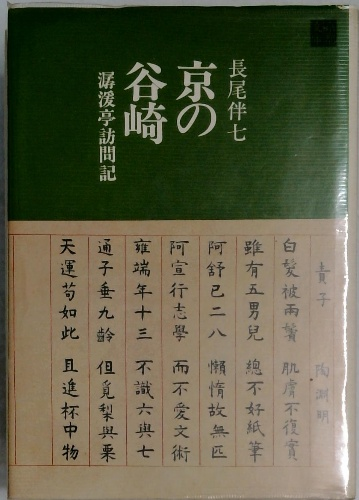 長尾伴七
京の
谷崎
潺湲亭訪問記
責子 陶淵明
白髮被兩鬢 肌膚不復實
雖有五男兒 總不好紙筆
阿舒已二八 懶惰故無匹
阿宣行志學 而不愛文術
雍端年十三 不識六與七
通子垂九齡 但覓梨與栗
天運苟如此 且進杯中物